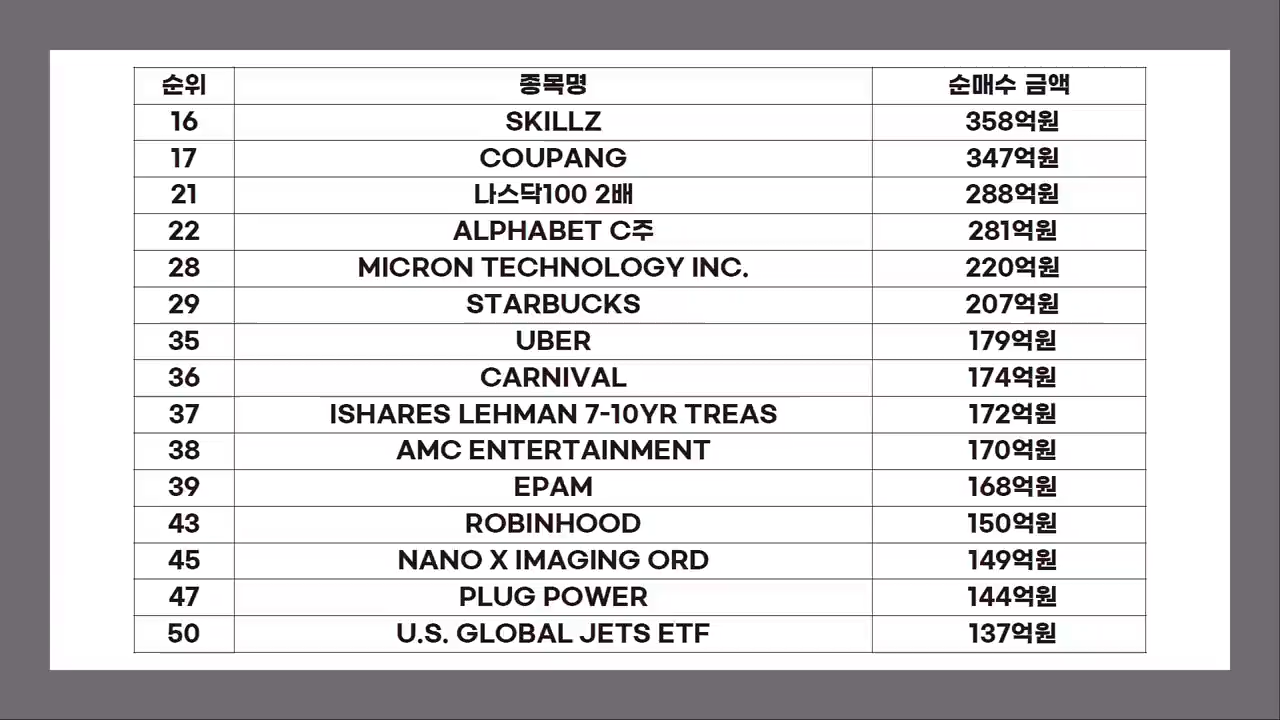 순위 종목명 순매수 금액
16 SKILLZ 358억원
17 COUPANG 347억원
21 나스닥100 2배 288억원
22 ALPHABET C주 281억원
28 MICRON TECHNOLOGY INC. 220억원
29 STARBUCKS 207억원
35 UBER 179억원
36 CARNIVAL 174억원
37 ISHARES LEHMAN 7-10YR TREAS 172억원
38 AMC ENTERTAINMENT 170억원
39 EPAM 168억원
43 ROBINHOOD 150억원
45 NANO X IMAGING ORD 149억원
47 PLUG POWER 144억원
50 U.S. GLOBAL JETS ETF 137억원